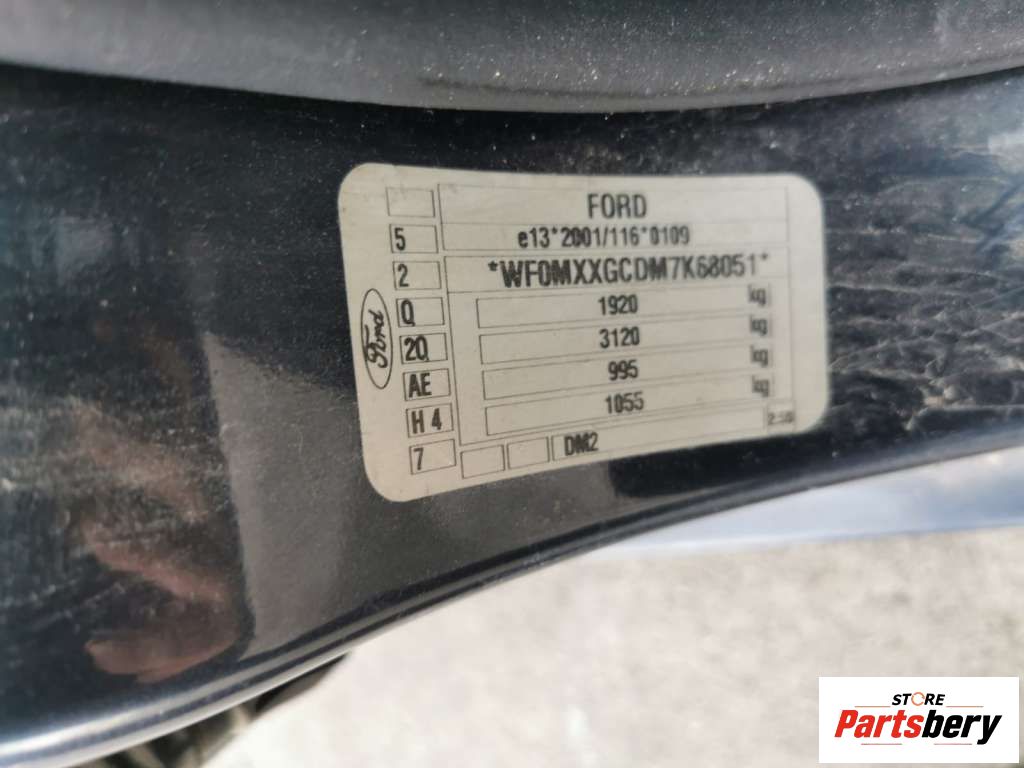 FORD
5 e13*2001/116*0109
2 *WF0MXXGCDM7K68051*
Q 1920 kg
2Q 3120 kg
AE 995 kg
H 4 1055 kg
7 DM2
Ford
STORE
Partsbery